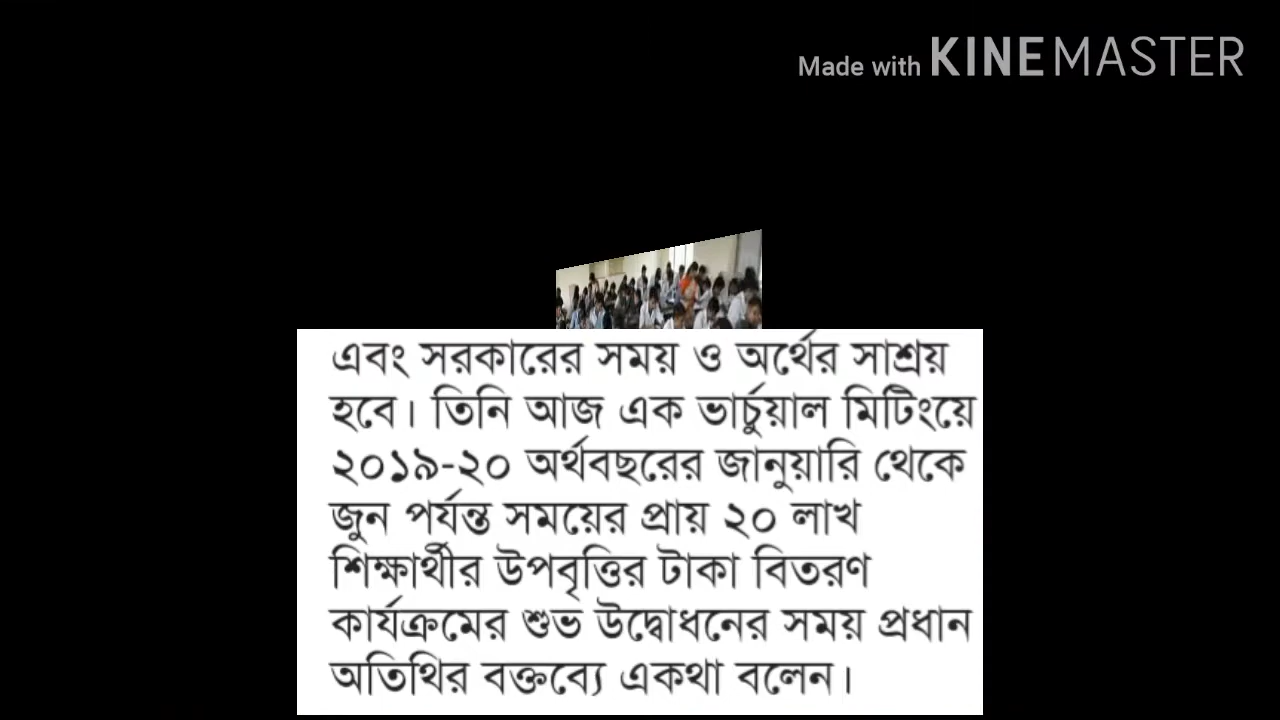 Made with KINEMASTER
এবং সরকারের সময় ও অর্থের সাশ্রয়
হবে। তিনি আজ এক ভার্চুয়াল মিটিংয়ে
২০১৯-২০ অর্থবছরের জানুয়ারি থেকে
জুন পর্যন্ত সময়ের প্রায় ২০ লাখ
শিক্ষার্থীর উপবৃত্তির টাকা বিতরণ
কার্যক্রমের শুভ উদ্বোধনের সময় প্রধান
অতিথির বক্তব্যে একথা বলেন।